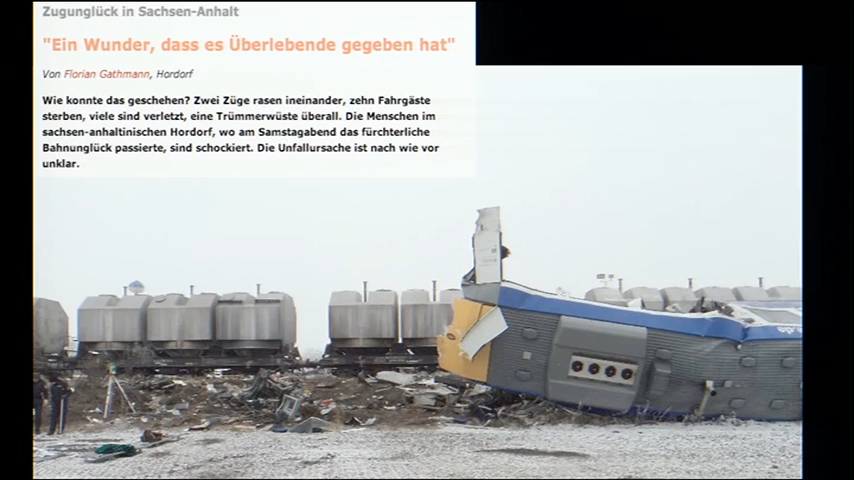 Zugunglück in Sachsen-Anhalt
"Ein Wunder, dass es Überlebende gegeben hat"
Von Florian Gathmann, Hordorf
Wie konnte das geschehen? Zwei Züge rasen ineinander, zehn Fahrgäste
sterben, viele sind verletzt, eine Trümmerwüste überall. Die Menschen im
sachsen-anhaltinischen Hordorf, wo am Samstagabend das fürchterliche
Bahnunglück passierte, sind schockiert. Die Unfallursache ist nach wie vor
unklar.